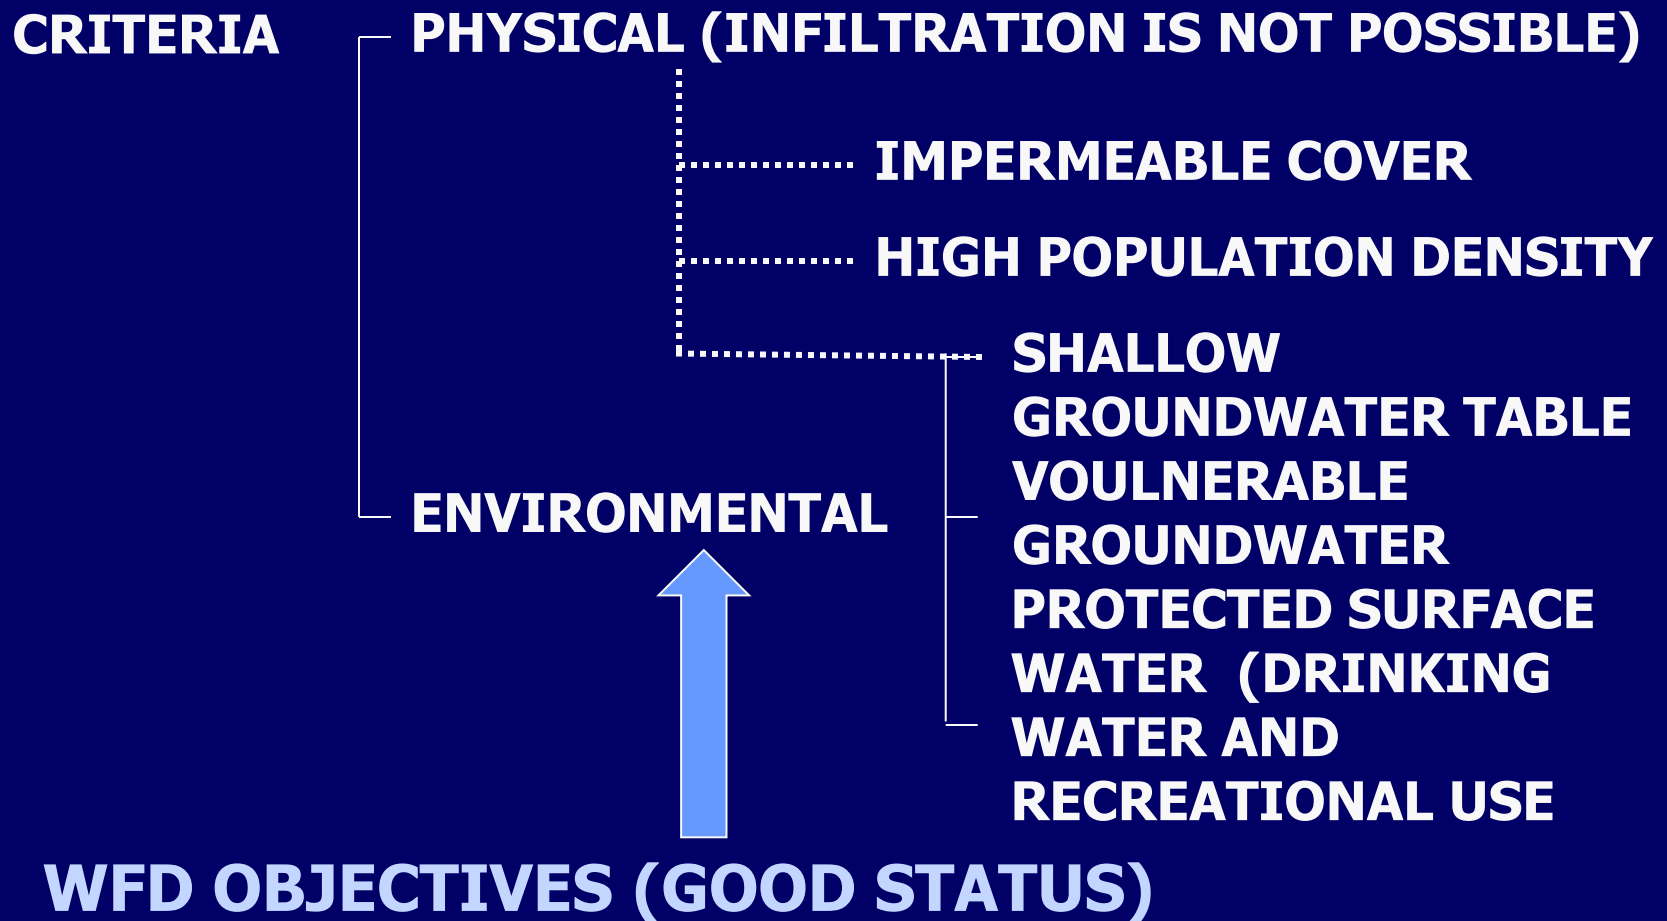 CRITERIA
PHYSICAL (INFILTRATION IS NOT POSSIBLE)
IMPERMEABLE COVER
HIGH POPULATION DENSITY
SHALLOW
GROUNDWATER TABLE
VOULNERABLE
GROUNDWATER
PROTECTED SURFACE
WATER (DRINKING
WATER AND
RECREATIONAL USE
ENVIRONMENTAL
WFD OBJECTIVES (GOOD STATUS)